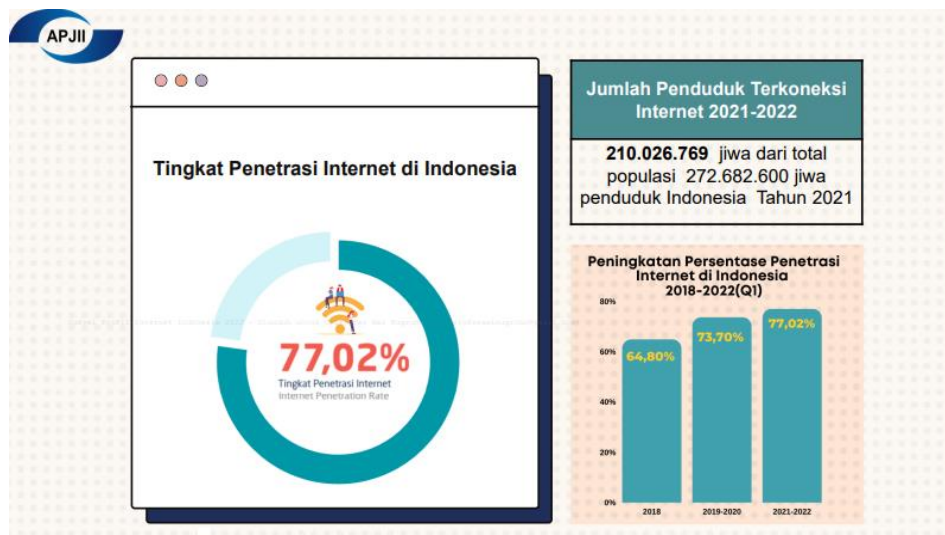 APJII
Tingkat Penetrasi Internet di Indonesia
77,02%
Tingkat Penetrasi Internet
Internet Penetration Rate
Jumlah Penduduk Terkoneksi
Internet 2021-2022
210.026.769 jiwa dari total
populasi 272.682.600 jiwa
penduduk Indonesia Tahun 2021
Peningkatan Persentase Penetrasi
Internet di Indonesia
2018-2022(Q1)
80%
60%
40%
20%
0%
64,80%
73,70%
77,02%
2018
2019-2020
2021-2022